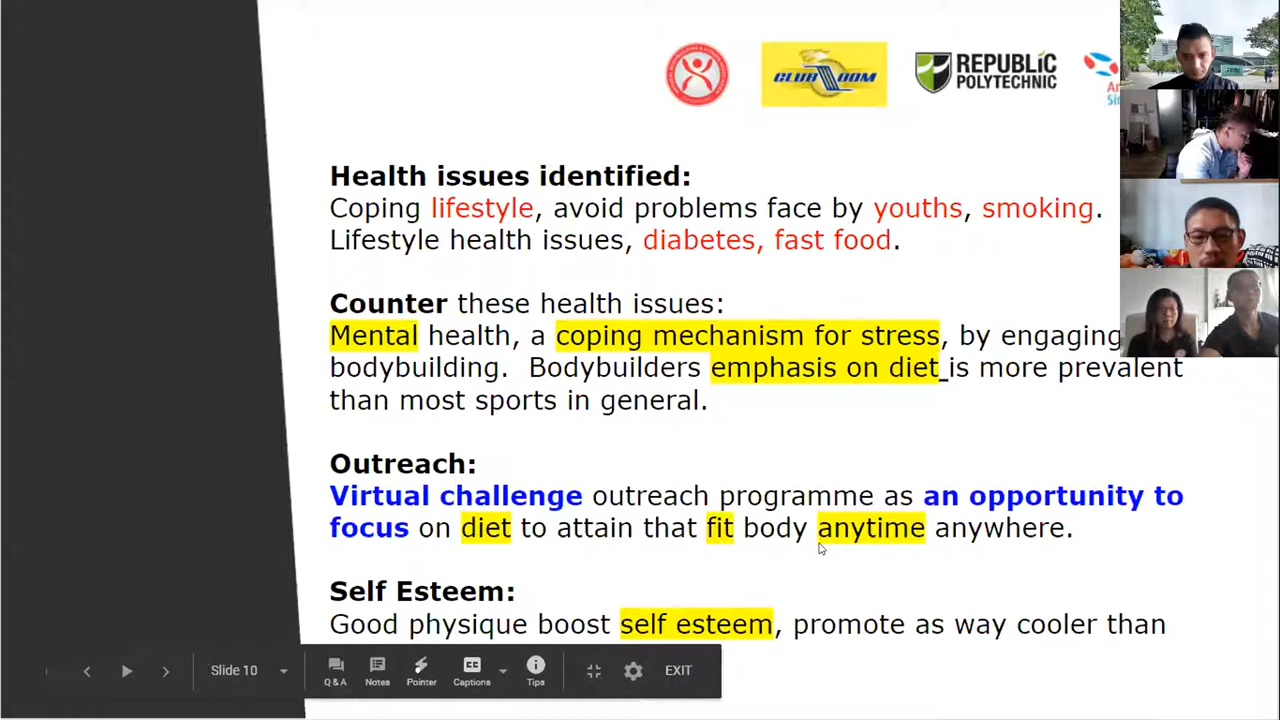 CLUB OOM
REPUBLIC
POLYTECHNIC
Health issues identified:
Coping lifestyle, avoid problems face by youths, smoking.
Lifestyle health issues, diabetes, fast food.
Counter these health issues:
Mental health, a coping mechanism for stress, by engaging
bodybuilding. Bodybuilders emphasis on diet is more prevalent
than most sports in general.
Outreach:
Virtual challenge outreach programme as an opportunity to
focus on diet to attain that fit body anytime anywhere.
Self Esteem:
Good physique boost self esteem, promote as way cooler than
Slide 10
Q & A
Notes
Pointer
CC
Captions
Tips
EXIT